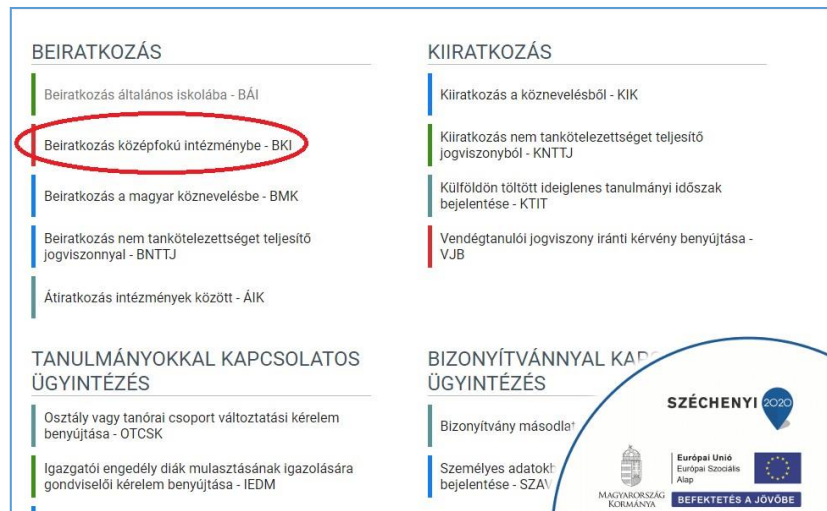 BEIRATKOZÁS
Beiratkozás általános iskolába - BÁI
Beiratkozás középfokú intézménybe - BKI
Beiratkozás a magyar köznevelésbe - BMK
Beiratkozás nem tankötelezettséget teljesítő
jogviszonnyal - BNTTJ
Átiratkozás intézmények között - ÁIK
KIIRATKOZÁS
Kiiratkozás a köznevelésből - KIK
Kiiratkozás nem tankötelezettséget teljesítő
jogviszonyból - KNTTJ
Külföldön töltött ideiglenes tanulmányi időszak
bejelentése - KTIT
Vendégtanulói jogviszony iránti kérvény benyújtása -
VJB
TANULMÁNYOKKAL KAPCSOLATOS
ÜGYINTÉZÉS
Osztály vagy tanórai csoport változtatási kérelem
benyújtása - OTCSK
Igazgatói engedély diák mulasztásának igazolására
gondviselői kérelem benyújtása - IEDM
BIZONYÍTVÁNNYAL
ÜGYINTÉZÉS
Bizonyítvány
Személyes
bejelentése -
SZÉCHENYI 2020
MAGYARORSZÁG
KORMÁNYA
Európai Unió
Európai Szociális
Alap
BEFEKTETÉS A JÖVŐBE